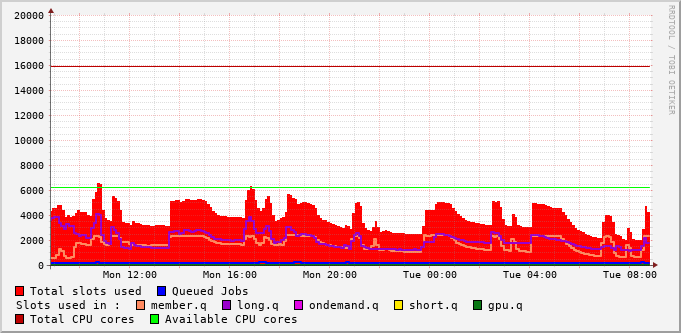 20000
18000
16000
14000
12000
10000
8000
6000
4000
2000
0
Mon 12:00 Mon 16:00 Mon 20:00 Tue 00:00 Tue 04:00 Tue 08:00
RRDTOOL / TOBI OETIKER
Total slots used Queued Jobs
Slots used in : member.q long.q ondemand.q short.q gpu.q
Total CPU cores Available CPU cores